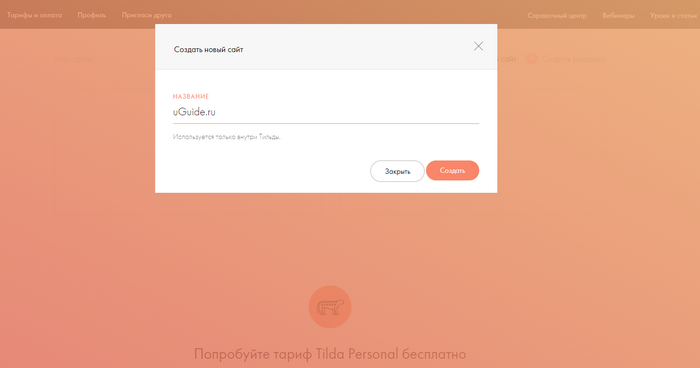 Тарифы и оплата Профиль Пригласи друга Справочный центр Вебинары Уроки и статьи
Создать новый сайт
сайт
НАЗВАНИЕ
uGuide.ru
Используется только внутри Тильды.
Закрыть Создать
Попробуйте тариф Tilda Personal бесплатно